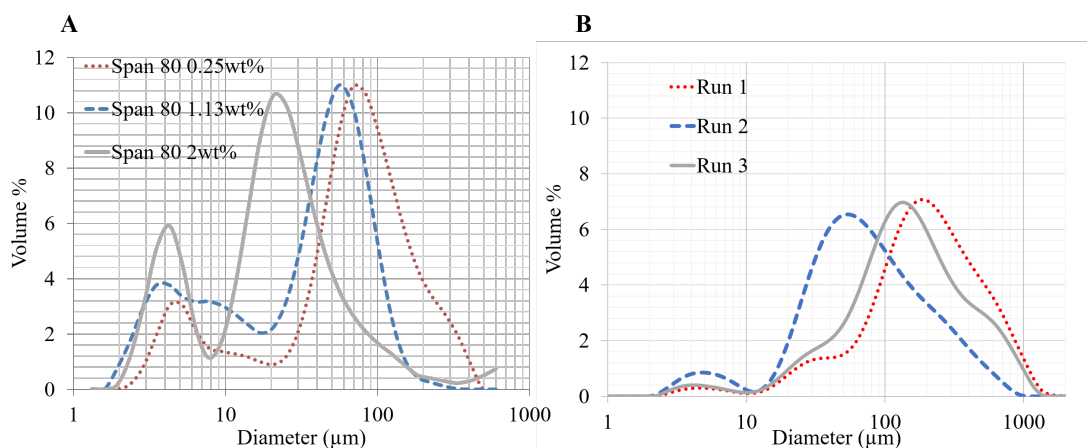 A
12
10
8
6
4
2
0
Volume %
Span 80 0.25wt%
Span 80 1.13wt%
Span 80 2wt%
1
10
100
1000
Diameter (µm)
B
12
10
8
6
4
2
0
Volume %
Run 1
Run 2
Run 3
1
10
100
1000
Diameter (µm)